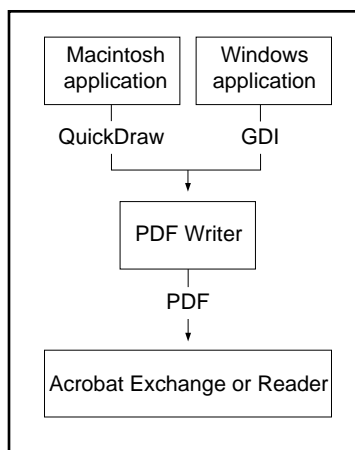 Macintosh
application
Windows
application
QuickDraw
GDI
PDF Writer
PDF
Acrobat Exchange or Reader